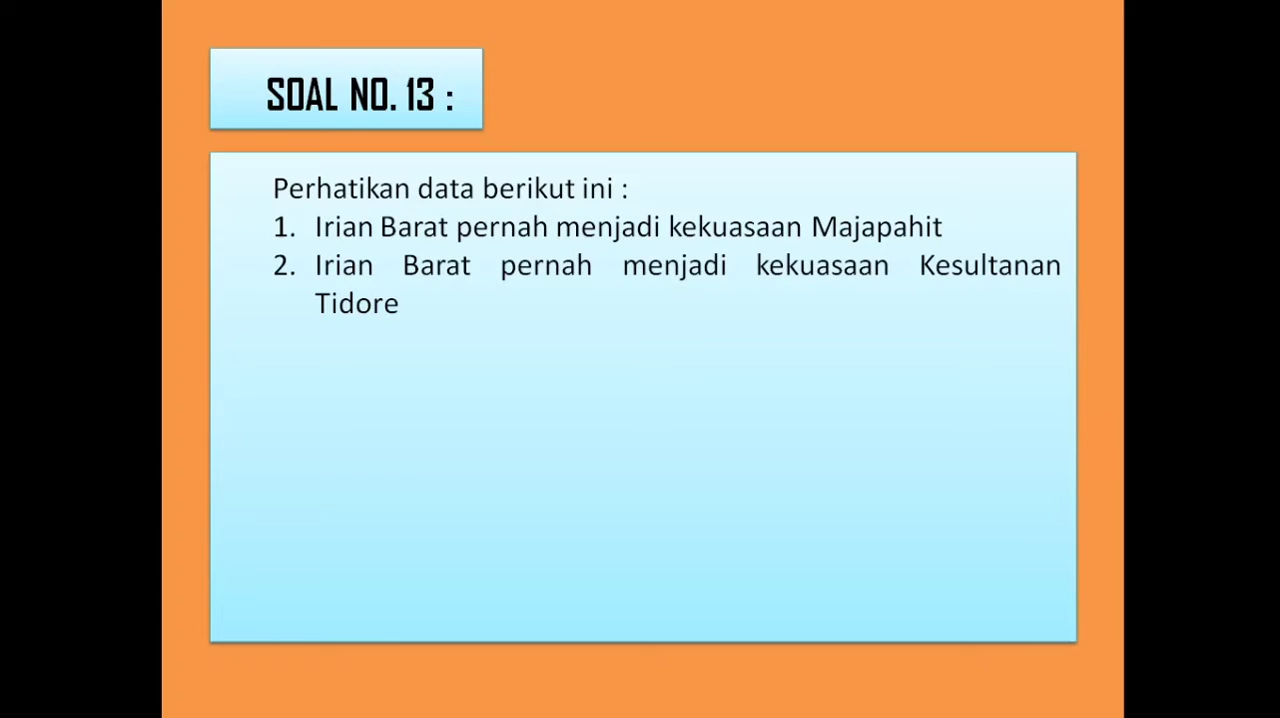 SOAL NO. 13 :
Perhatikan data berikut ini :
1. Irian Barat pernah menjadi kekuasaan Majapahit
2. Irian Barat pernah menjadi kekuasaan Kesultanan
Tidore